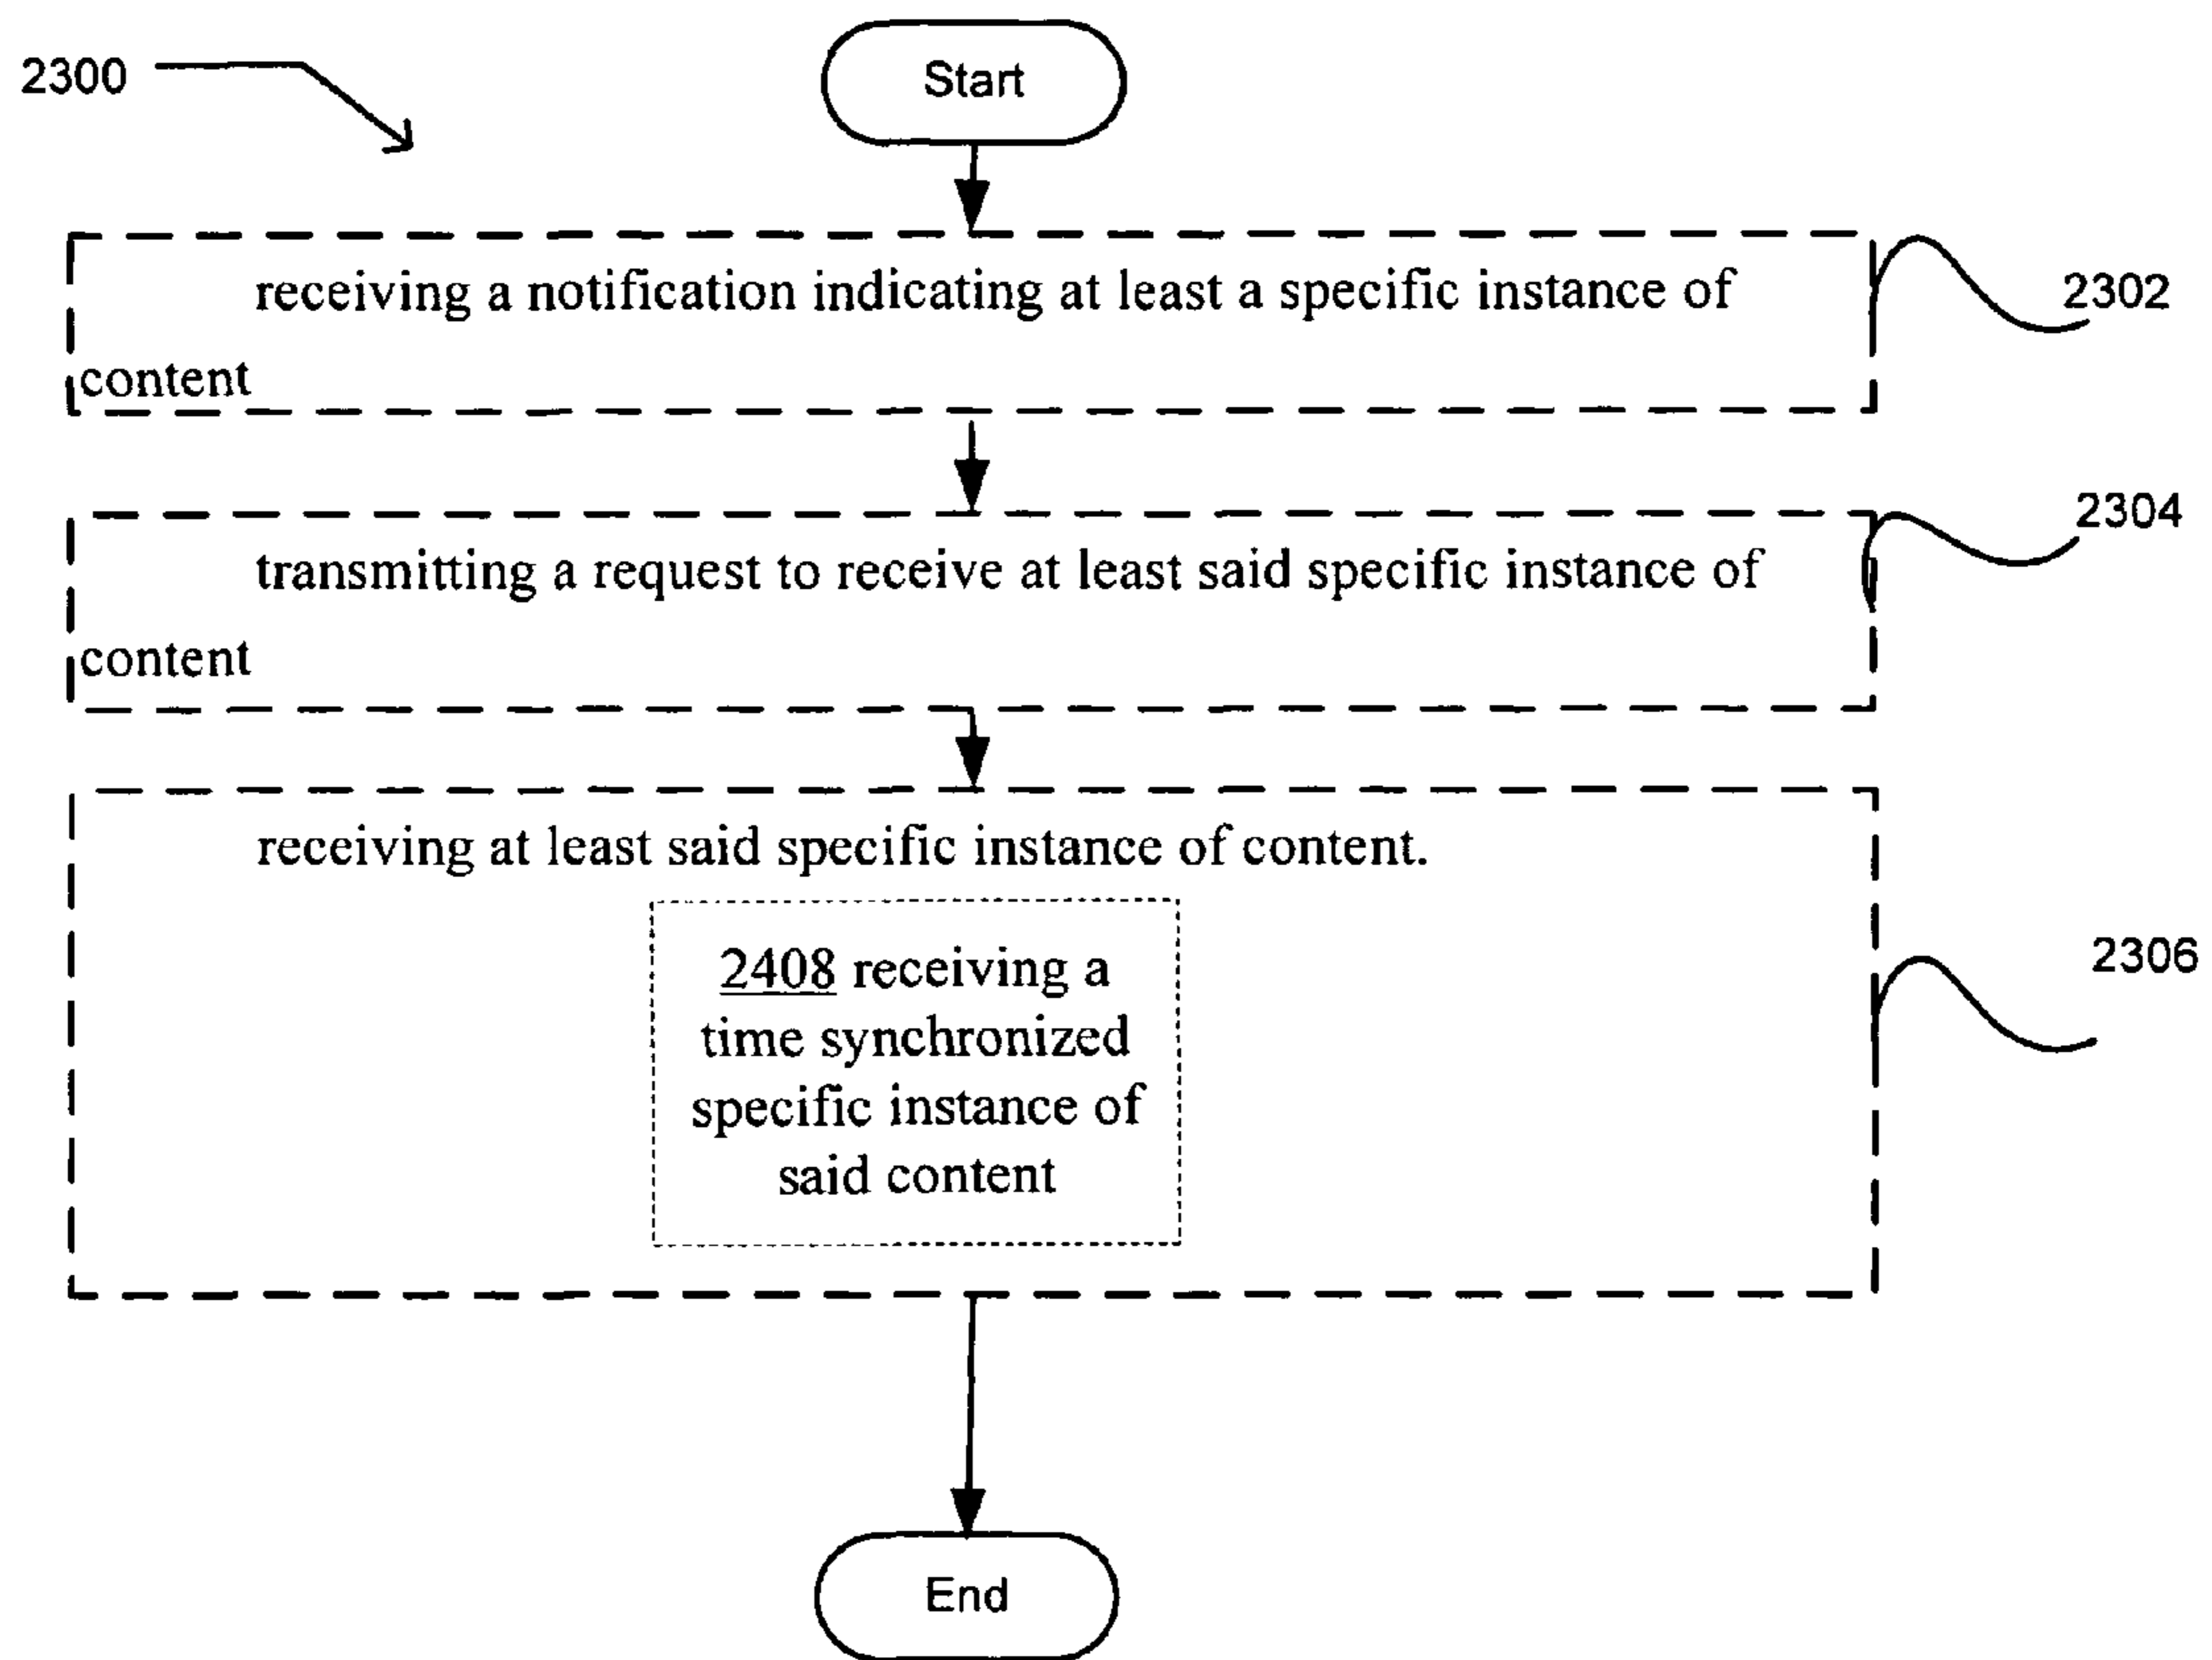 2300
Start
receiving a notification indicating at least a specific instance of
content
2302
transmitting a request to receive at least said specific instance of
content
2304
receiving at least said specific instance of content.
2408 receiving a
time synchronized
specific instance of
said content
2306
End